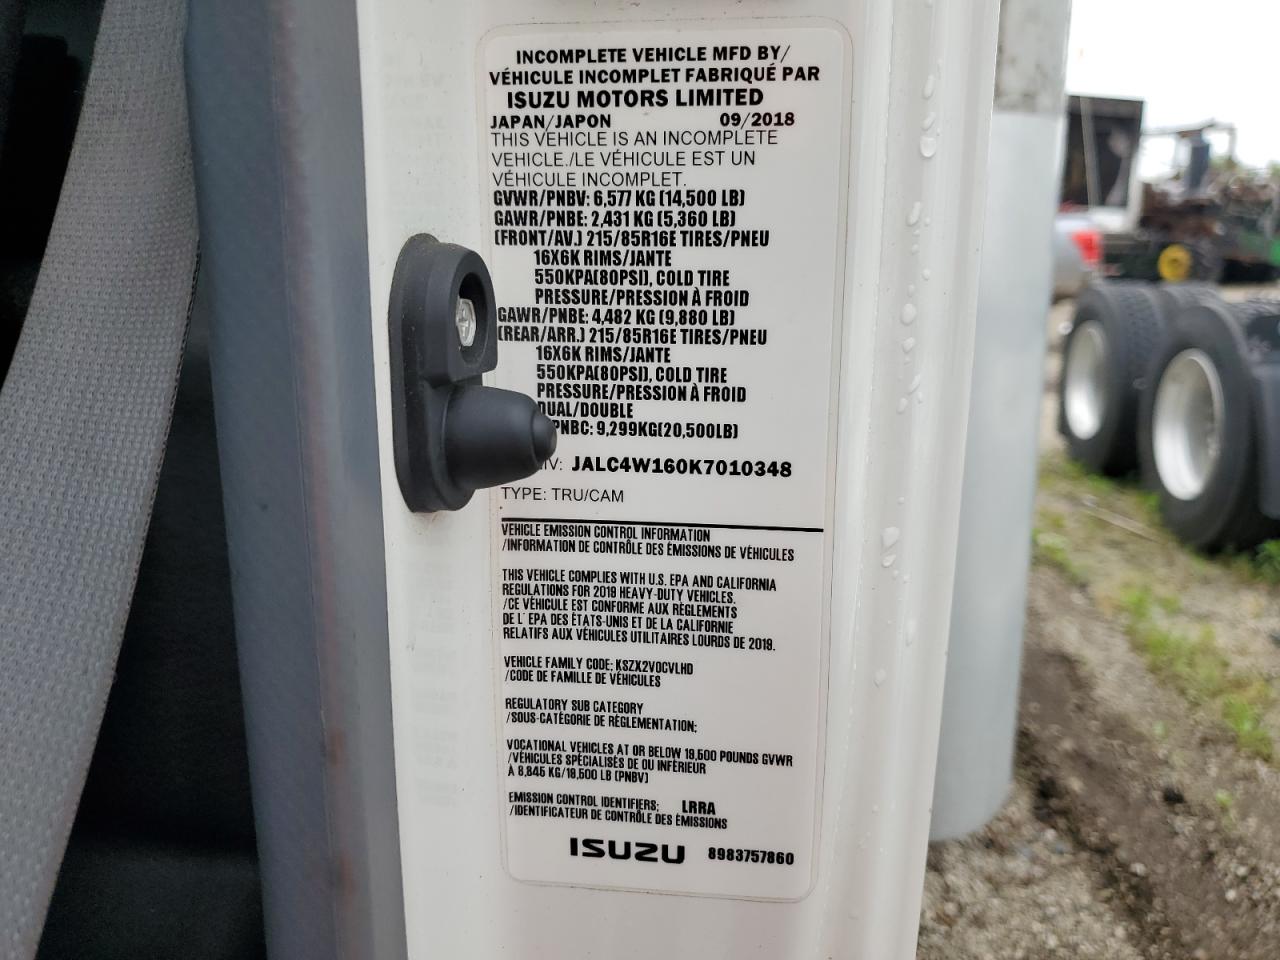 INCOMPLETE VEHICLE MFD BY/
VÉHICULE INCOMPLET FABRIQUÉ PAR
ISUZU MOTORS LIMITED
JAPAN/JAPON 09/2018
THIS VEHICLE IS AN INCOMPLETE
VEHICLE./LE VÉHICULE EST UN
VÉHICULE INCOMPLET.
GVWR/PNBV: 6,577 KG (14,500 LB)
GAWR/PNBE: 2,431 KG (5,360 LB)
(FRONT/AV.) 215/85R16E TIRES/PNEU
16X6K RIMS/JANTE
550KPA(80PSI), COLD TIRE
PRESSURE/PRESSION À FROID
GAWR/PNBE: 4,482 KG (9,880 LB)
(REAR/ARR.) 215/85R16E TIRES/PNEU
16X6K RIMS/JANTE
550KPA(80PSI), COLD TIRE
PRESSURE/PRESSION À FROID
DUAL/DOUBLE
PNBC: 9,299KG(20,500LB)
IV: JALC4W160K7010348
TYPE: TRU/CAM
VEHICLE EMISSION CONTROL INFORMATION
/INFORMATION DE CONTRÔLE DES ÉMISSIONS DE VÉHICULES
THIS VEHICLE COMPLIES WITH U.S. EPA AND CALIFORNIA
REGULATIONS FOR 2019 HEAVY-DUTY VEHICLES.
/CE VÉHICULE EST CONFORME AUX RÈGLEMENTS
DE L' EPA DES ÉTATS-UNIS ET DE LA CALIFORNIE
RELATIFS AUX VÉHICULES UTILITAIRES LOURDS DE 2019.
VEHICLE FAMILY CODE: KSZX2VOCVLHD
/CODE DE FAMILLE DE VÉHICULES
REGULATORY SUB CATEGORY
/SOUS-CATÉGORIE DE RÉGLEMENTATION:
VOCATIONAL VEHICLES AT OR BELOW 19,500 POUNDS GVWR
/VÉHICULES SPÉCIALISÉS DE OU INFÉRIEUR
À 8,845 KG/19,500 LB (PNBV)
EMISSION CONTROL IDENTIFIERS: LRRA
/IDENTIFICATEUR DE CONTRÔLE DES ÉMISSIONS
ISUZU 8983757860